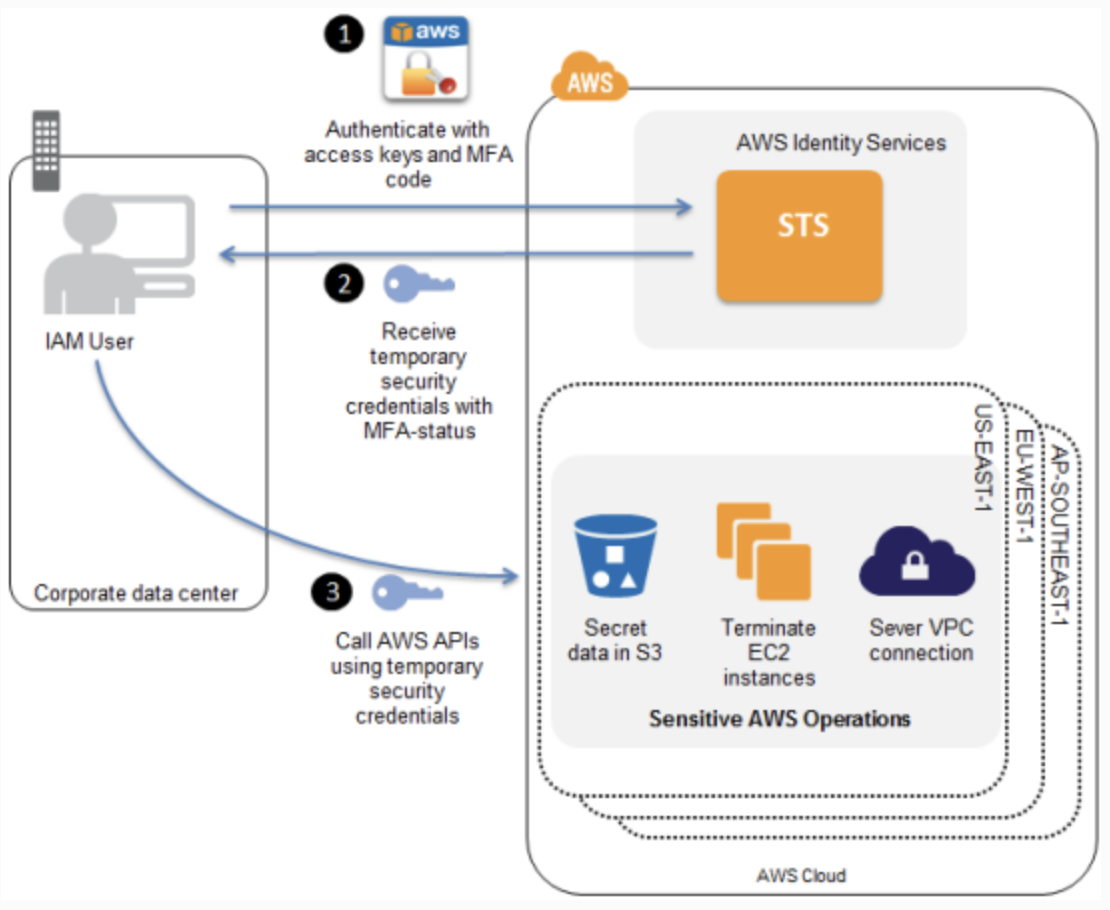 1
aws
Authenticate with
access keys and MFA
code
AWS
AWS Identity Services
STS
2
Receive
temporary
security
credentials with
MFA-status
IAM User
Corporate data center
3
Call AWS APIs
using temporary
security
credentials
US-EAST-1
EU-WEST-1
AP-SOUTHEAST-1
Secret
data in S3
Terminate
EC2
instances
Sever VPC
connection
Sensitive AWS Operations
AWS Cloud